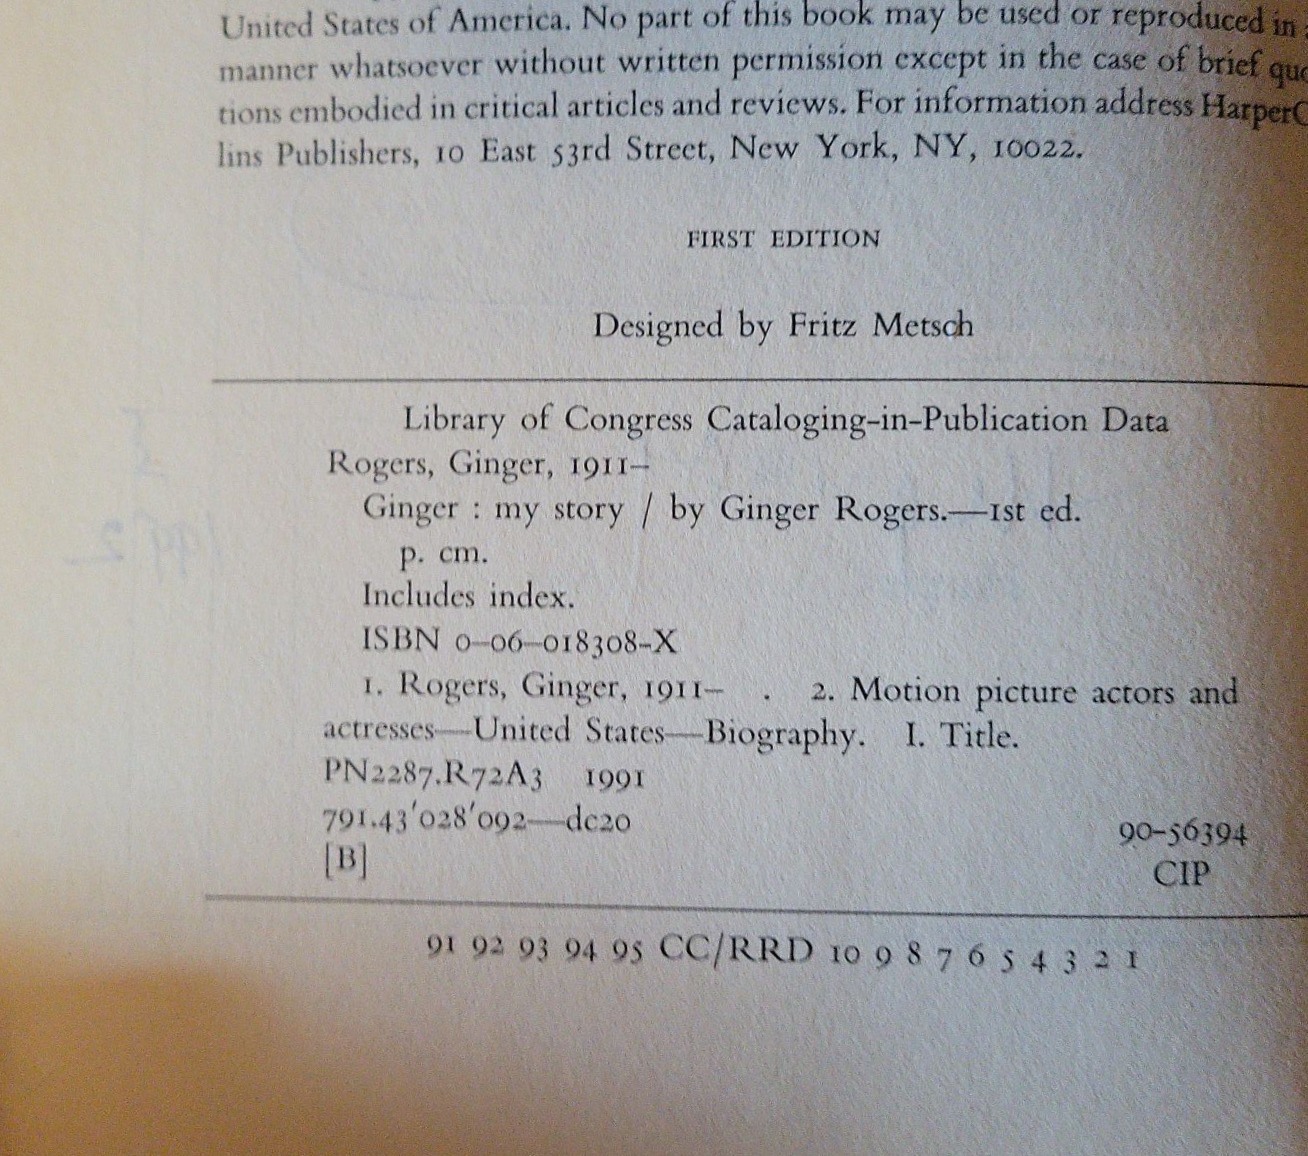 United States of America. No part of this book may be used or reproduced in
manner whatsoever without written permission except in the case of brief quo
tions embodied in critical articles and reviews. For information address HarperC
lins Publishers, 10 East 53rd Street, New York, NY, 10022.
FIRST EDITION
Designed by Fritz Metsch
Library of Congress Cataloging-in-Publication Data
Rogers, Ginger, 1911–
Ginger : my story / by Ginger Rogers.—1st ed.
p. cm.
Includes index.
ISBN 0–06–018308–X
1. Rogers, Ginger, 1911– . 2. Motion picture actors and
actresses—United States—Biography. I. Title.
PN2287.R72A3 1991
791.43'028'092—dc20
90-56394
[B]
CIP
91 92 93 94 95 CC/RRD 10 9 8 7 6 5 4 3 2 1